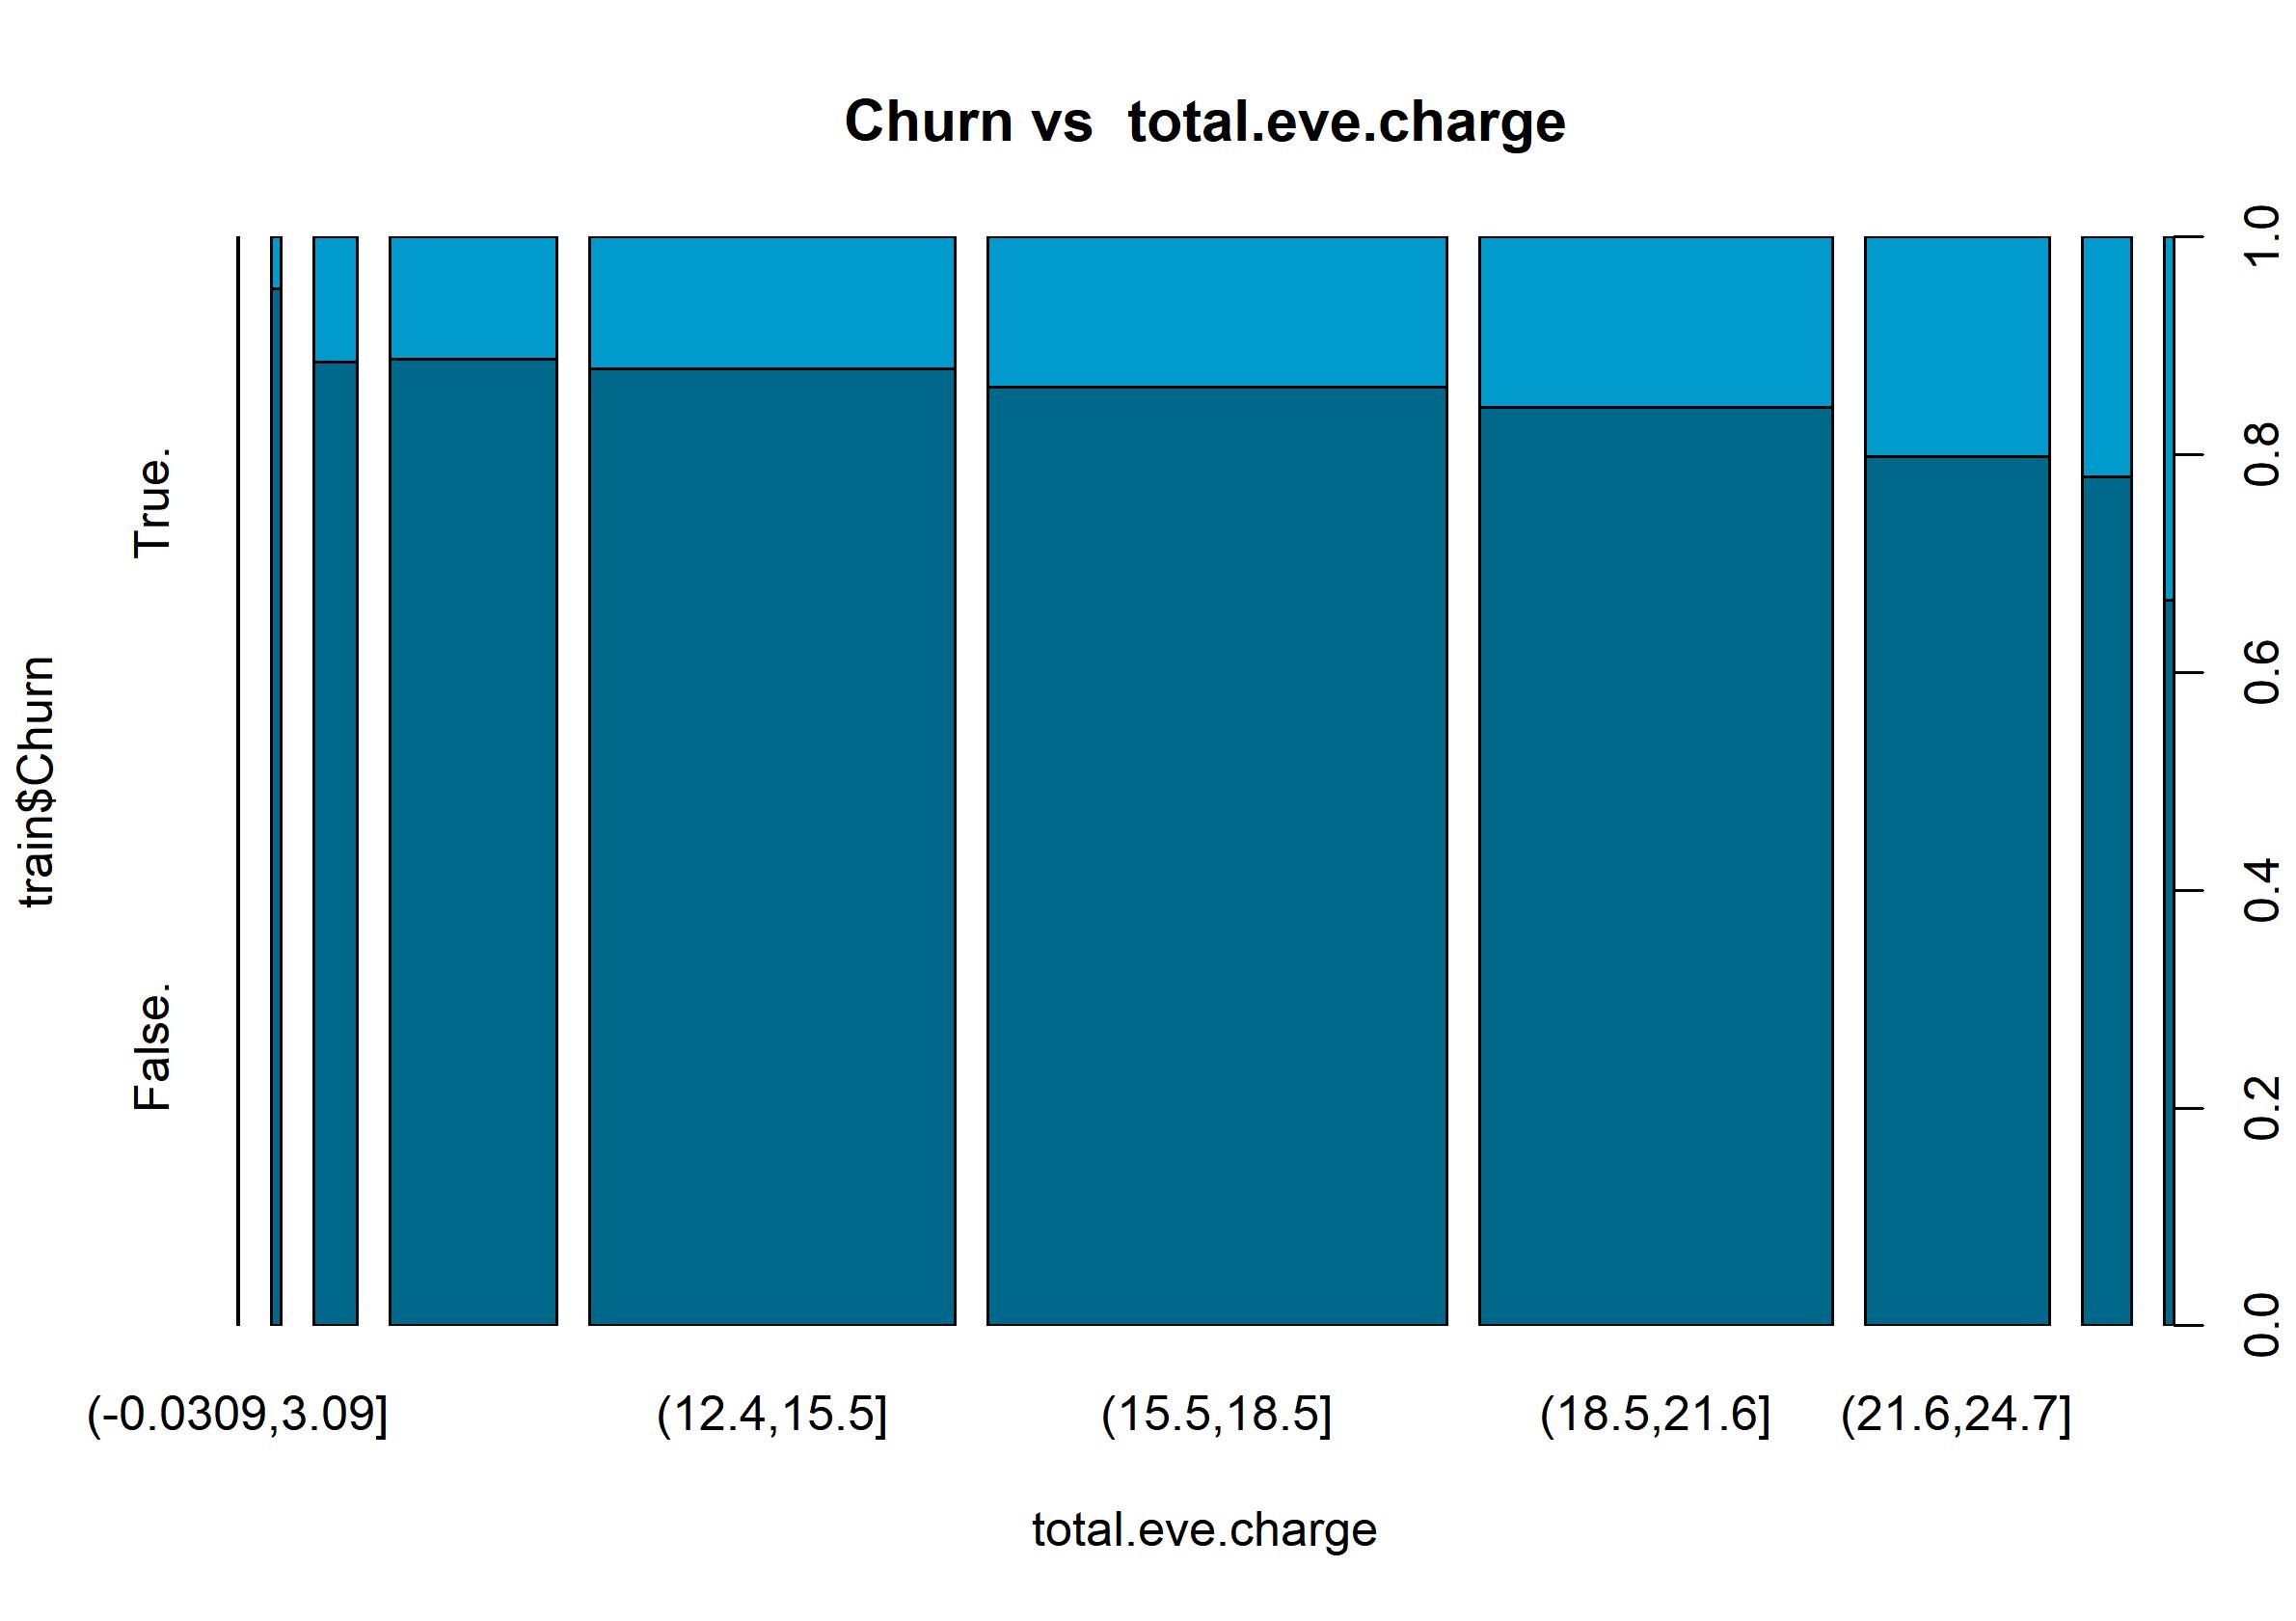 Churn vs  total.eve.charge
train$Churn
True.
False.
1.0
0.8
0.6
0.4
0.2
0.0
(-0.0309,3.09]
(12.4,15.5]
(15.5,18.5]
(18.5,21.6]
(21.6,24.7]
total.eve.charge